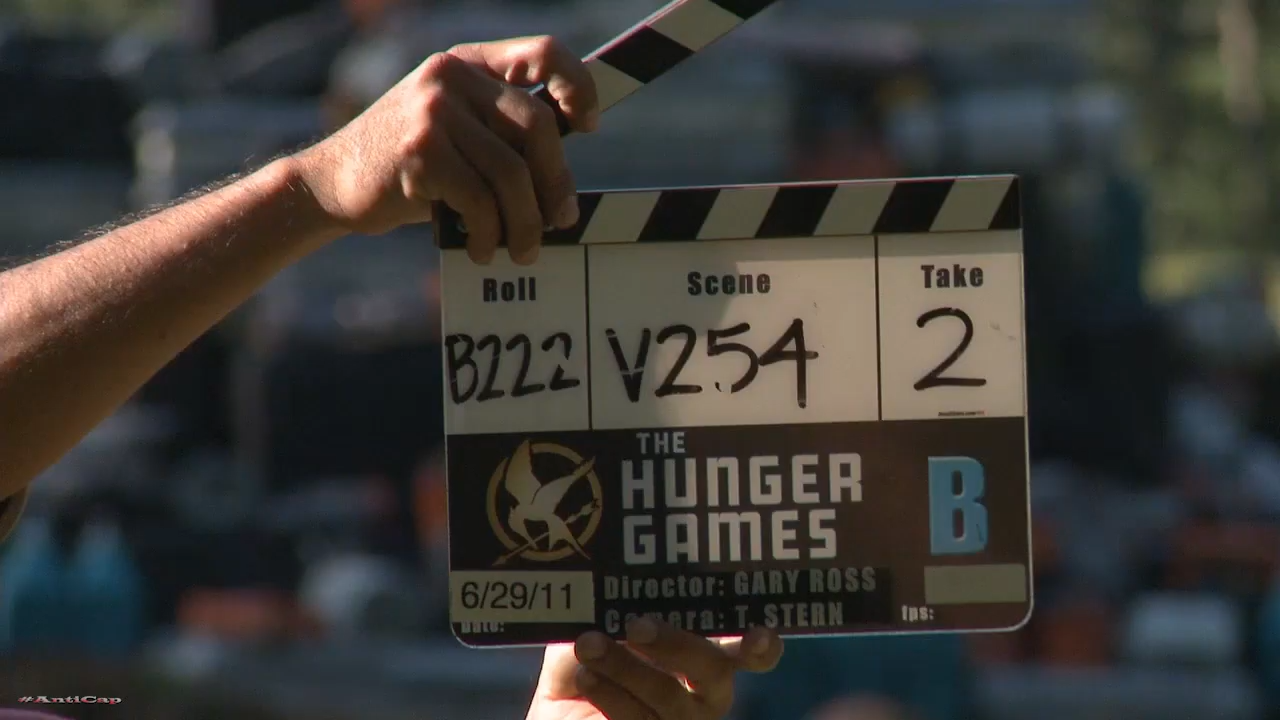 Roll
Scene
Take
B222
V254
2
THE
HUNGER
GAMES
B
6/29/11
Director: GARY ROSS
Date:
Camera: T. STERN
fps:
#AntiCap